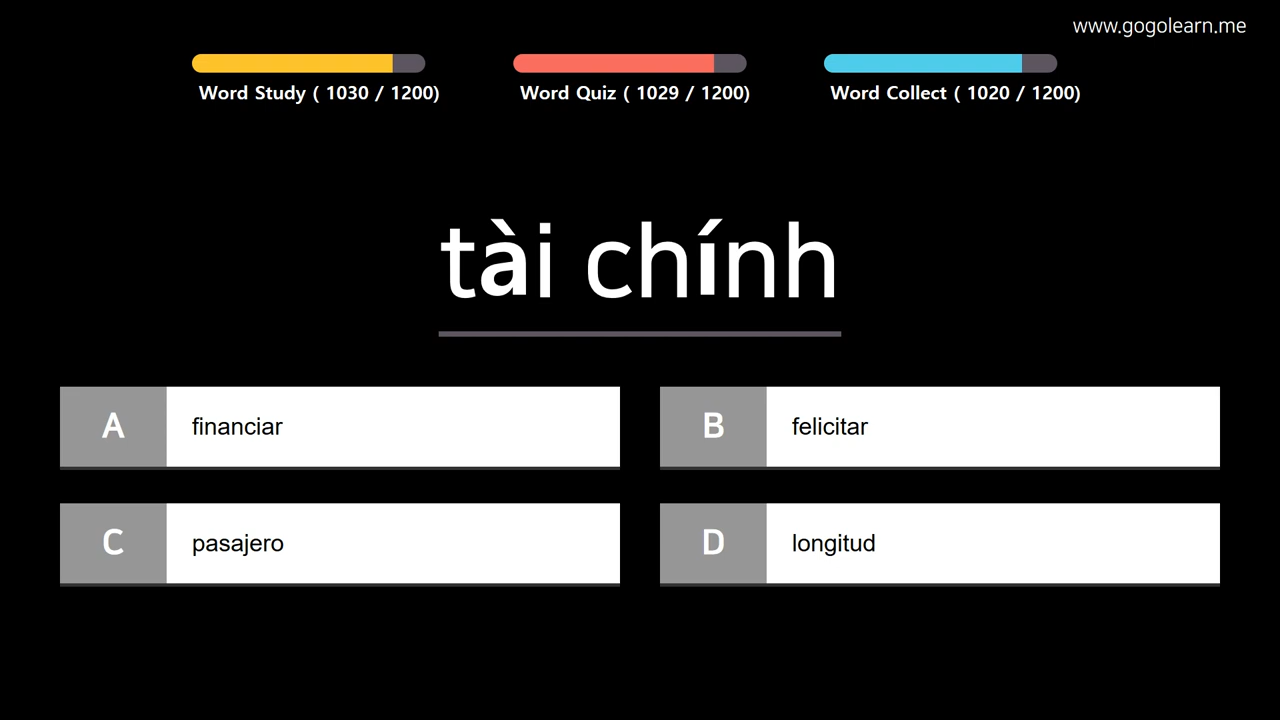 www.gogolearn.me
Word Study ( 1030 / 1200)
Word Quiz ( 1029 / 1200)
Word Collect ( 1020 / 1200)
tài chính
A financiar
B felicitar
C pasajero
D longitud